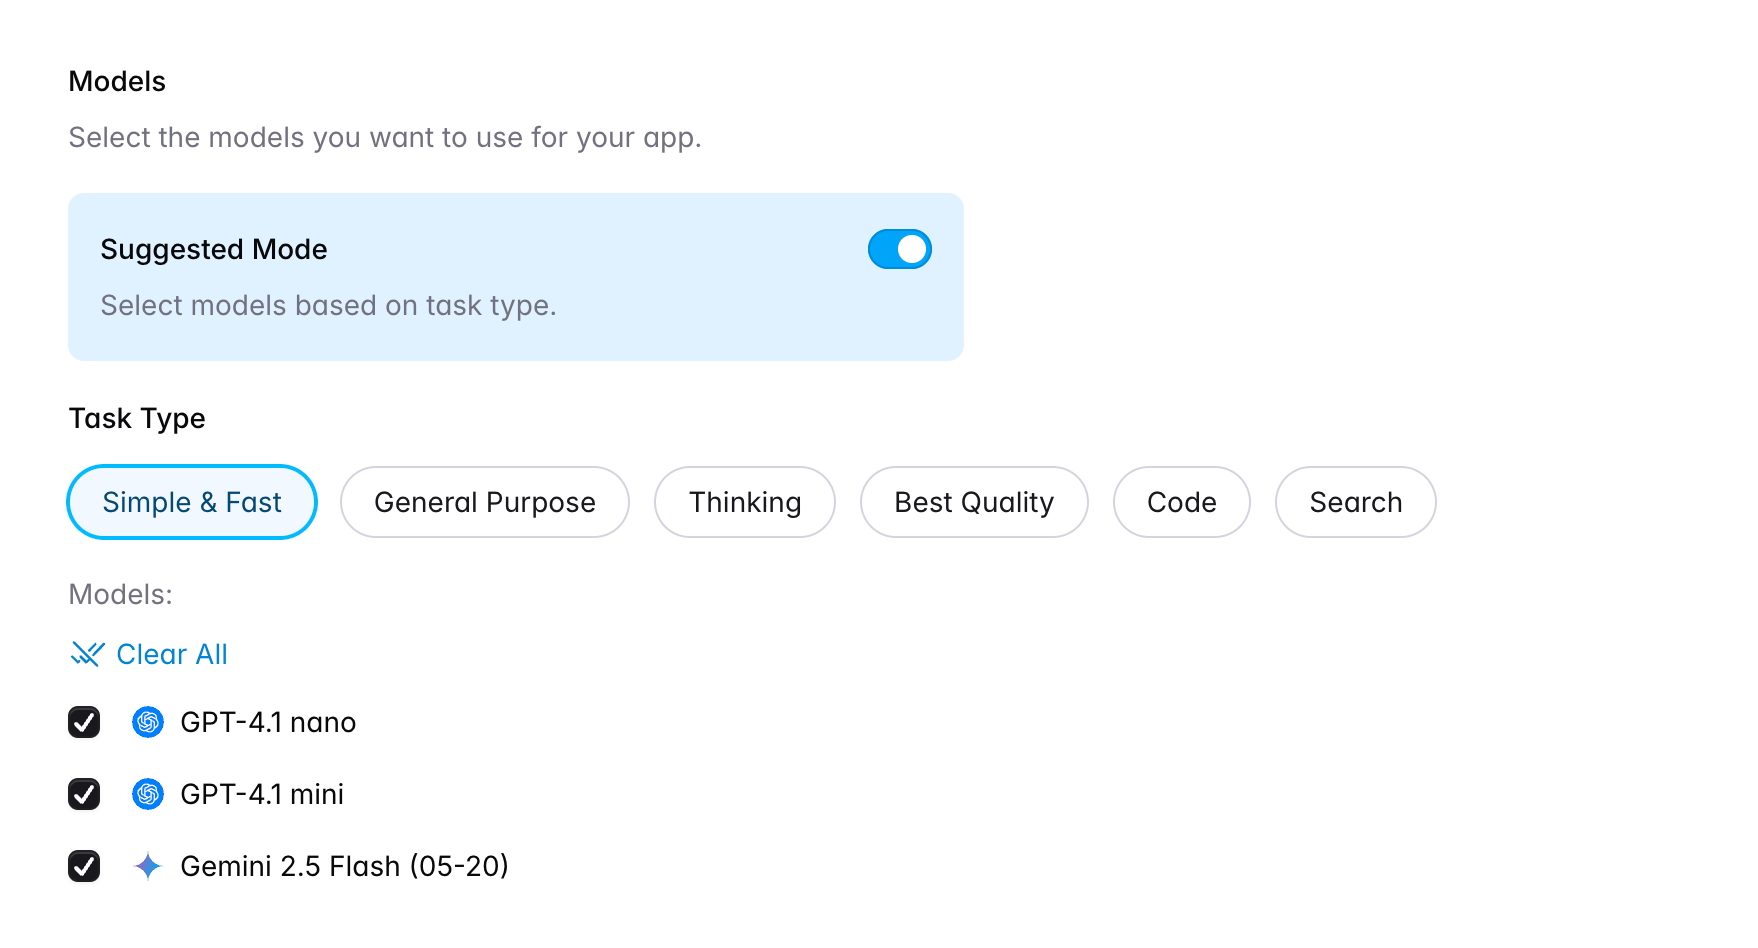 Models
Select the models you want to use for your app.
Suggested Mode
Select models based on task type.
Task Type
Simple & Fast General Purpose Thinking Best Quality Code Search
Models:
Clear All
GPT-4.1 nano
GPT-4.1 mini
Gemini 2.5 Flash (05-20)